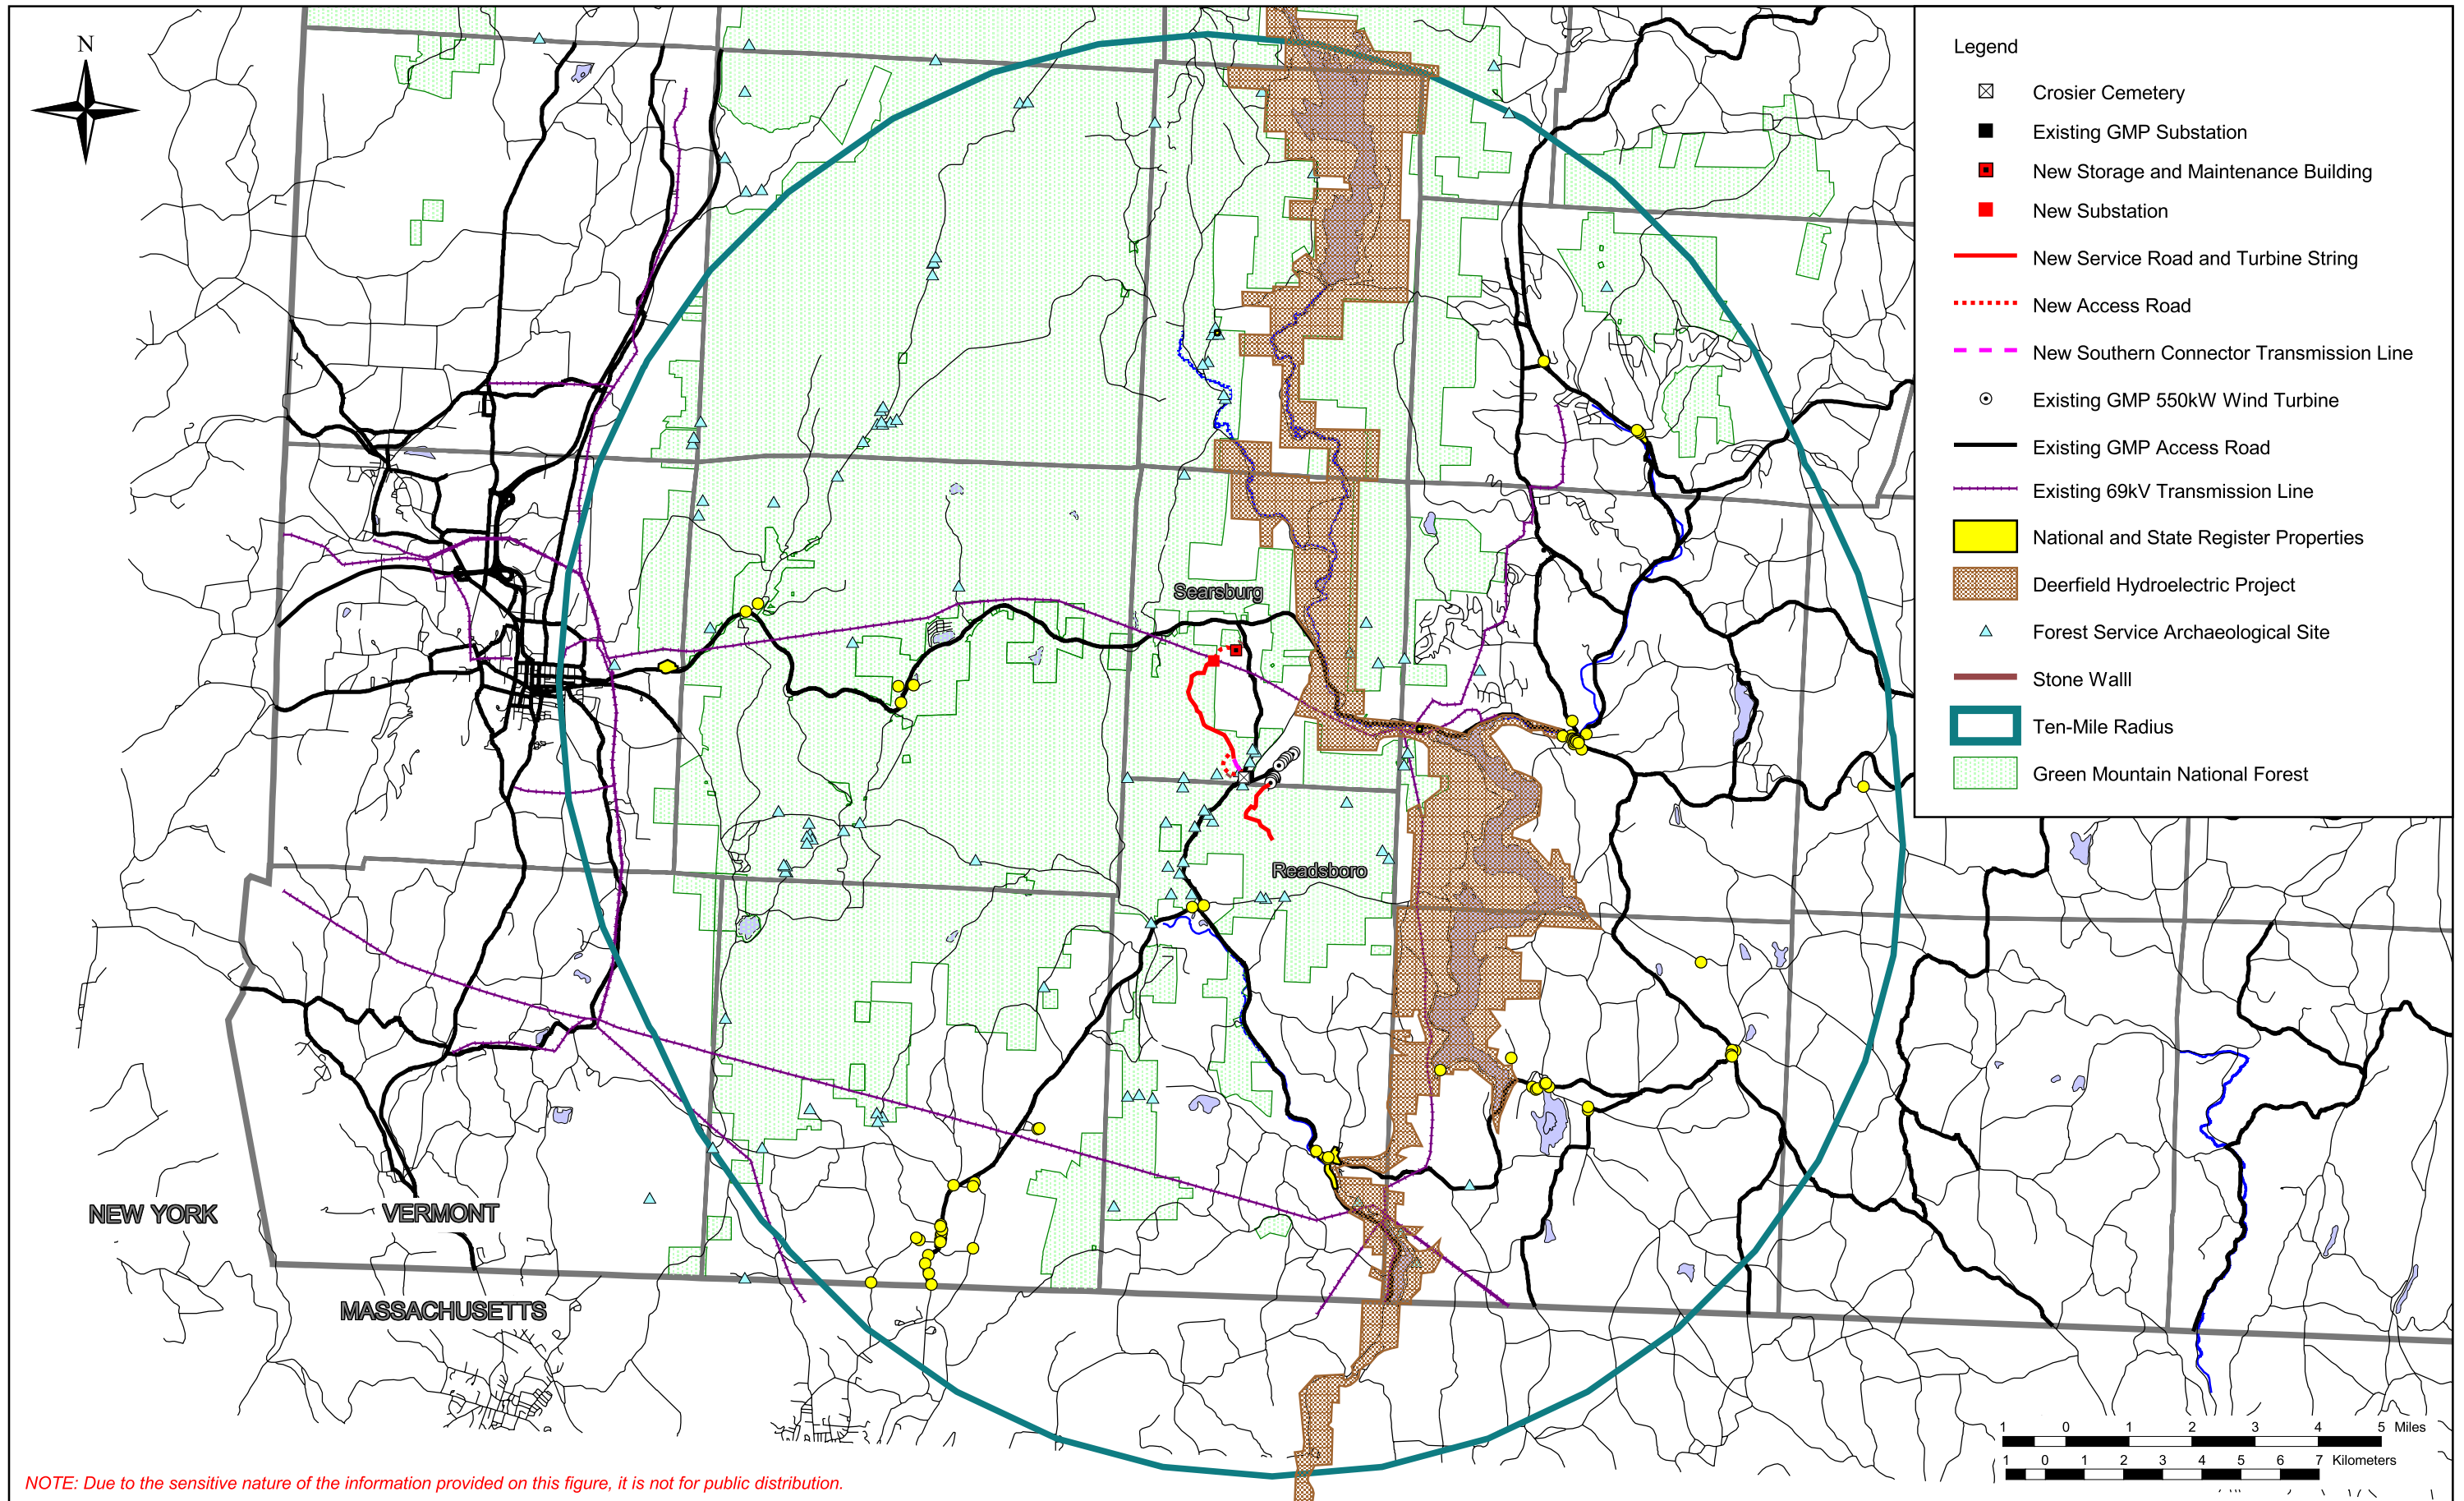 N
Legend
Crosier Cemetery
Existing GMP Substation
New Storage and Maintenance Building
New Substation
New Service Road and Turbine String
New Access Road
New Southern Connector Transmission Line
Existing GMP 550kW Wind Turbine
Existing GMP Access Road
Existing 69kV Transmission Line
National and State Register Properties
Deerfield Hydroelectric Project
Forest Service Archaeological Site
Stone Walll
Ten-Mile Radius
Green Mountain National Forest
Searsburg
Readsboro
NEW YORK
VERMONT
MASSACHUSETTS
1 0 1 2 3 4 5 Miles
1 0 1 2 3 4 5 6 7 Kilometers
NOTE: Due to the sensitive nature of the information provided on this figure, it is not for public distribution.